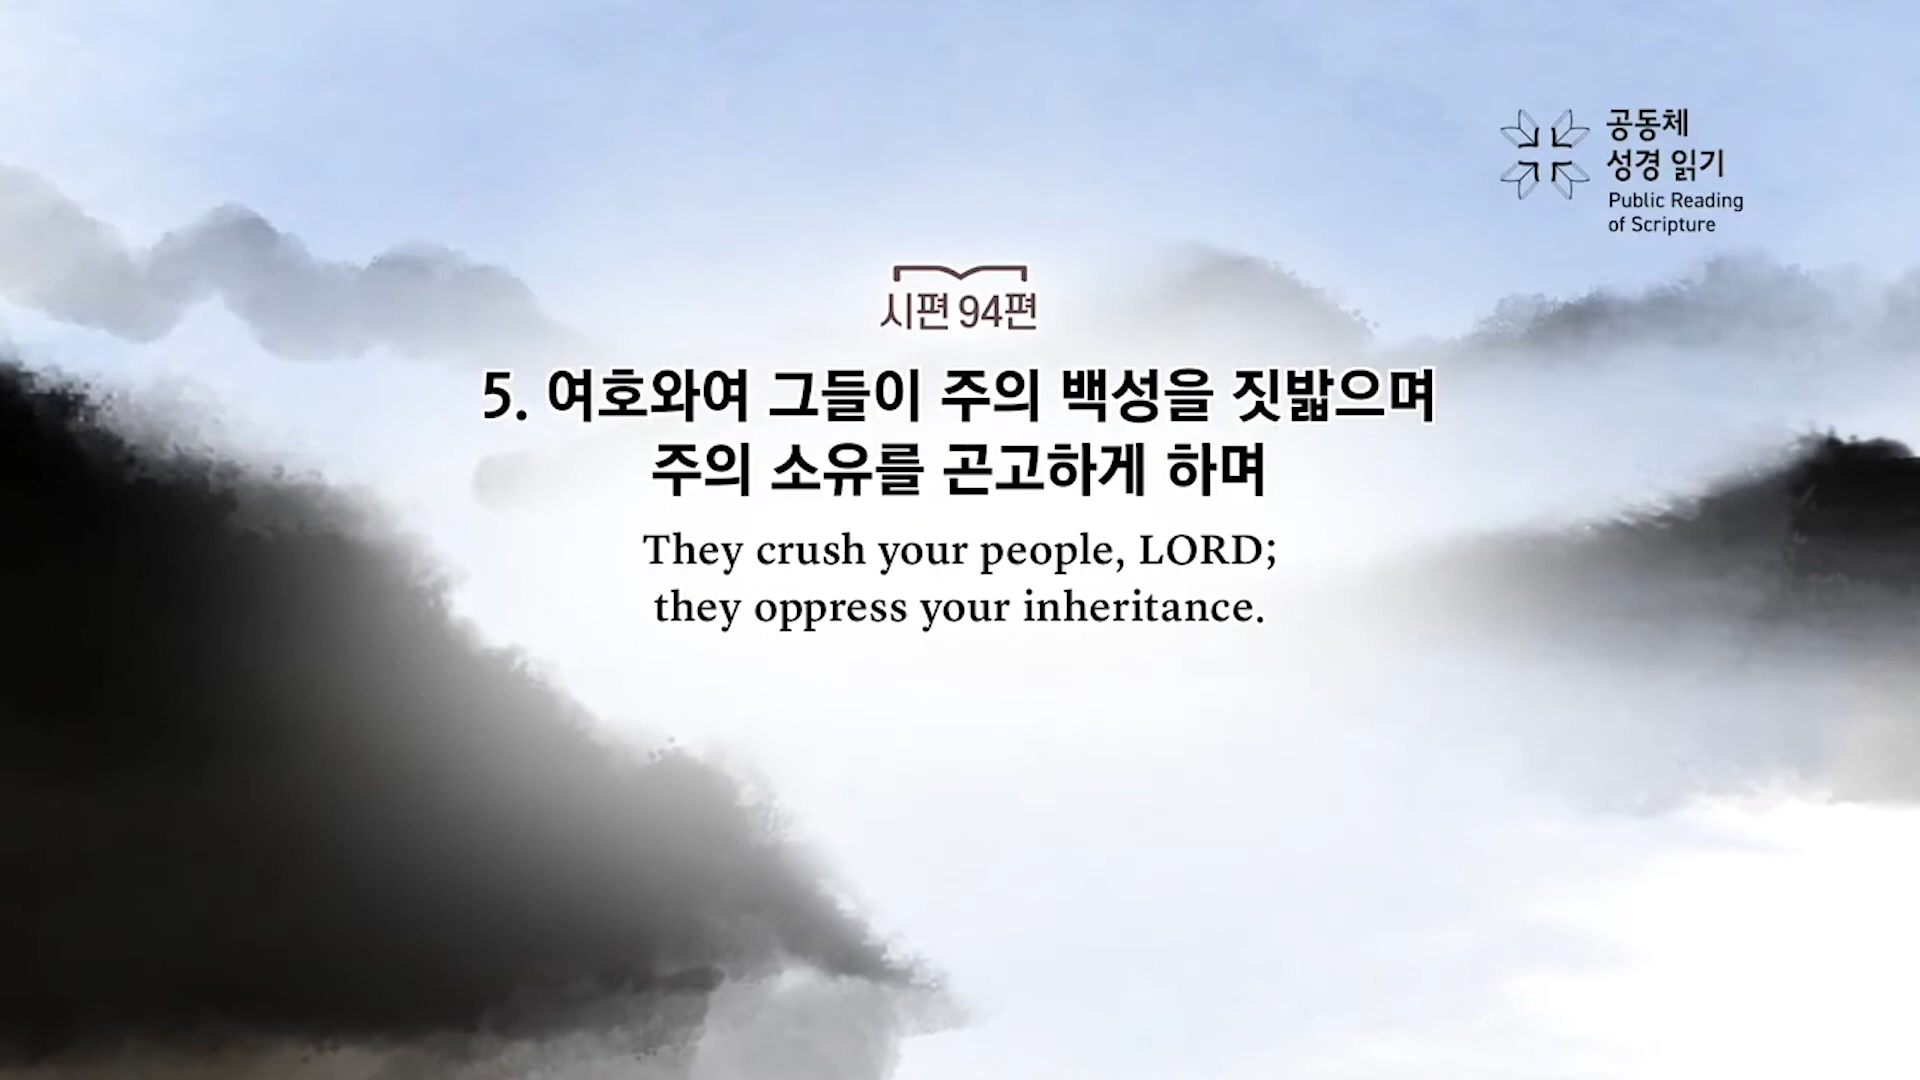 공동체
성경 읽기
Public Reading
of Scripture
시편 94편
5. 여호와여 그들이 주의 백성을 짓밟으며
주의 소유를 곤고하게 하며
They crush your people, LORD;
they oppress your inheritance.